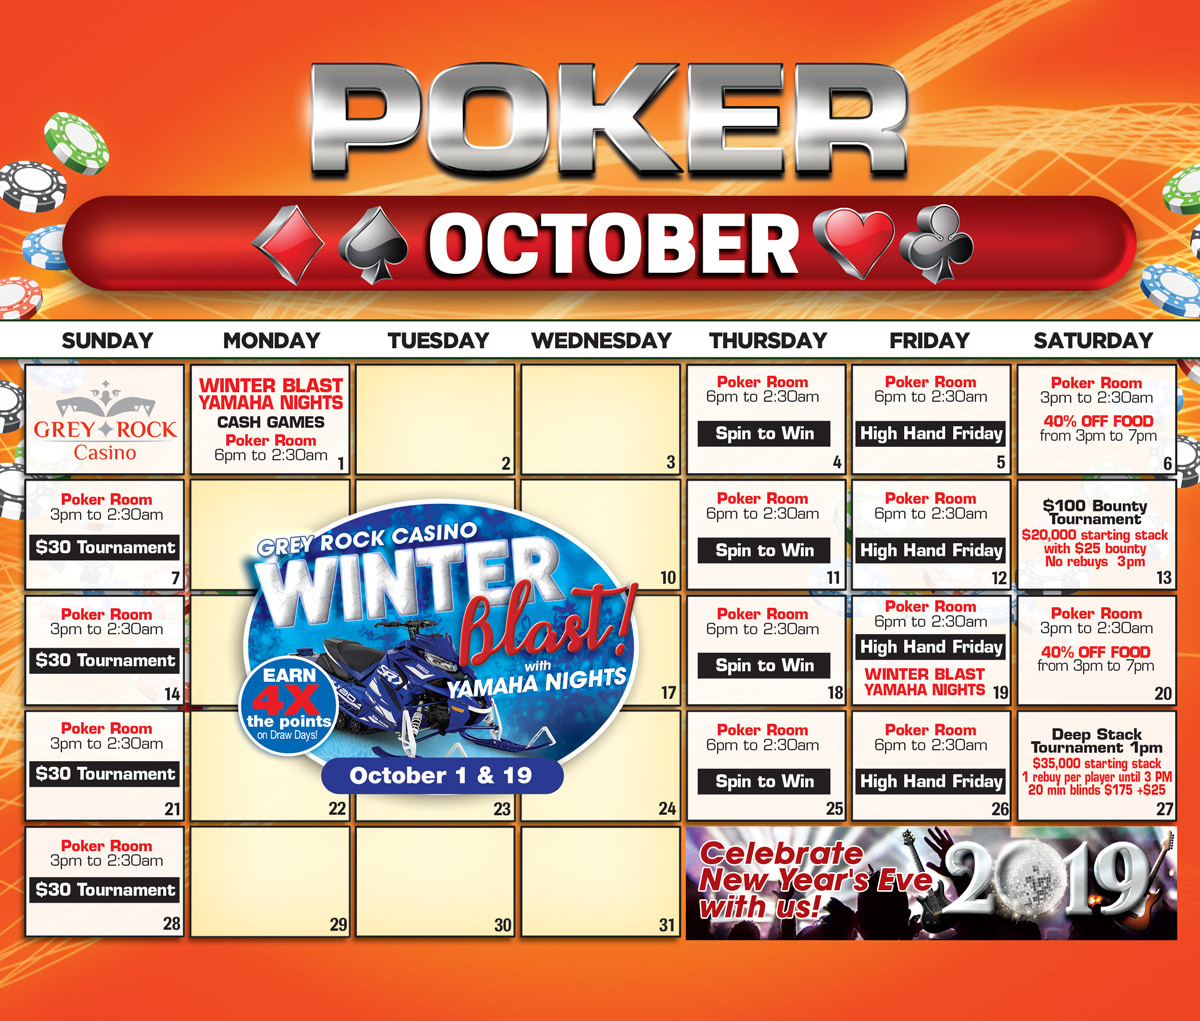 POKER
OCTOBER
SUNDAY MONDAY TUESDAY WEDNESDAY THURSDAY FRIDAY SATURDAY
GREY ROCK
Casino
WINTER BLAST
YAMAHA NIGHTS
CASH GAMES
Poker Room
6pm to 2:30am
1
2
3
Poker Room
6pm to 2:30am
Spin to Win
4
Poker Room
6pm to 2:30am
High Hand Friday
5
Poker Room
3pm to 2:30am
40% OFF FOOD
from 3pm to 7pm
6
Poker Room
3pm to 2:30am
$30 Tournament
7
10
Poker Room
6pm to 2:30am
Spin to Win
11
Poker Room
6pm to 2:30am
High Hand Friday
12
$100 Bounty
Tournament
$20,000 starting stack
with $25 bounty
No rebuys 3pm
13
GREY ROCK CASINO
WINTER
Blast!
with
YAMAHA NIGHTS
EARN
4X
the points
on Draw Days!
October 1 & 19
Poker Room
3pm to 2:30am
$30 Tournament
14
17
Poker Room
6pm to 2:30am
Spin to Win
18
Poker Room
6pm to 2:30am
High Hand Friday
WINTER BLAST
YAMAHA NIGHTS 19
Poker Room
3pm to 2:30am
40% OFF FOOD
from 3pm to 7pm
20
Poker Room
3pm to 2:30am
$30 Tournament
21
22
23
24
Poker Room
6pm to 2:30am
Spin to Win
25
Poker Room
6pm to 2:30am
High Hand Friday
26
Deep Stack
Tournament 1pm
$35,000 starting stack
1 rebuy per player until 3 PM
20 min blinds $175 +$25
27
Poker Room
3pm to 2:30am
$30 Tournament
28
29
30
31
Celebrate
New Year's Eve
with us!
2019